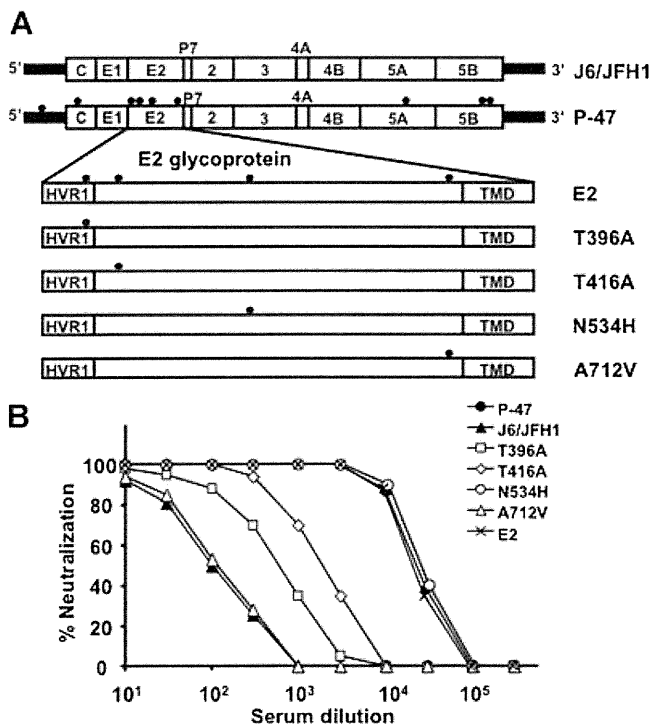 A
P7
4A
5' C E1 E2 2 3 4B 5A 5B 3' J6/JFH1
P7
4A
5' C E1 E2 2 3 4B 5A 5B 3' P-47
E2 glycoprotein
HVR1 TMD E2
HVR1 TMD T396A
HVR1 TMD T416A
HVR1 TMD N534H
HVR1 TMD A712V
B
P-47
J6/JFH1
T396A
T416A
N534H
A712V
E2
% Neutralization
100
80
60
40
20
0
10¹ 10² 10³ 10⁴ 10⁵
Serum dilution